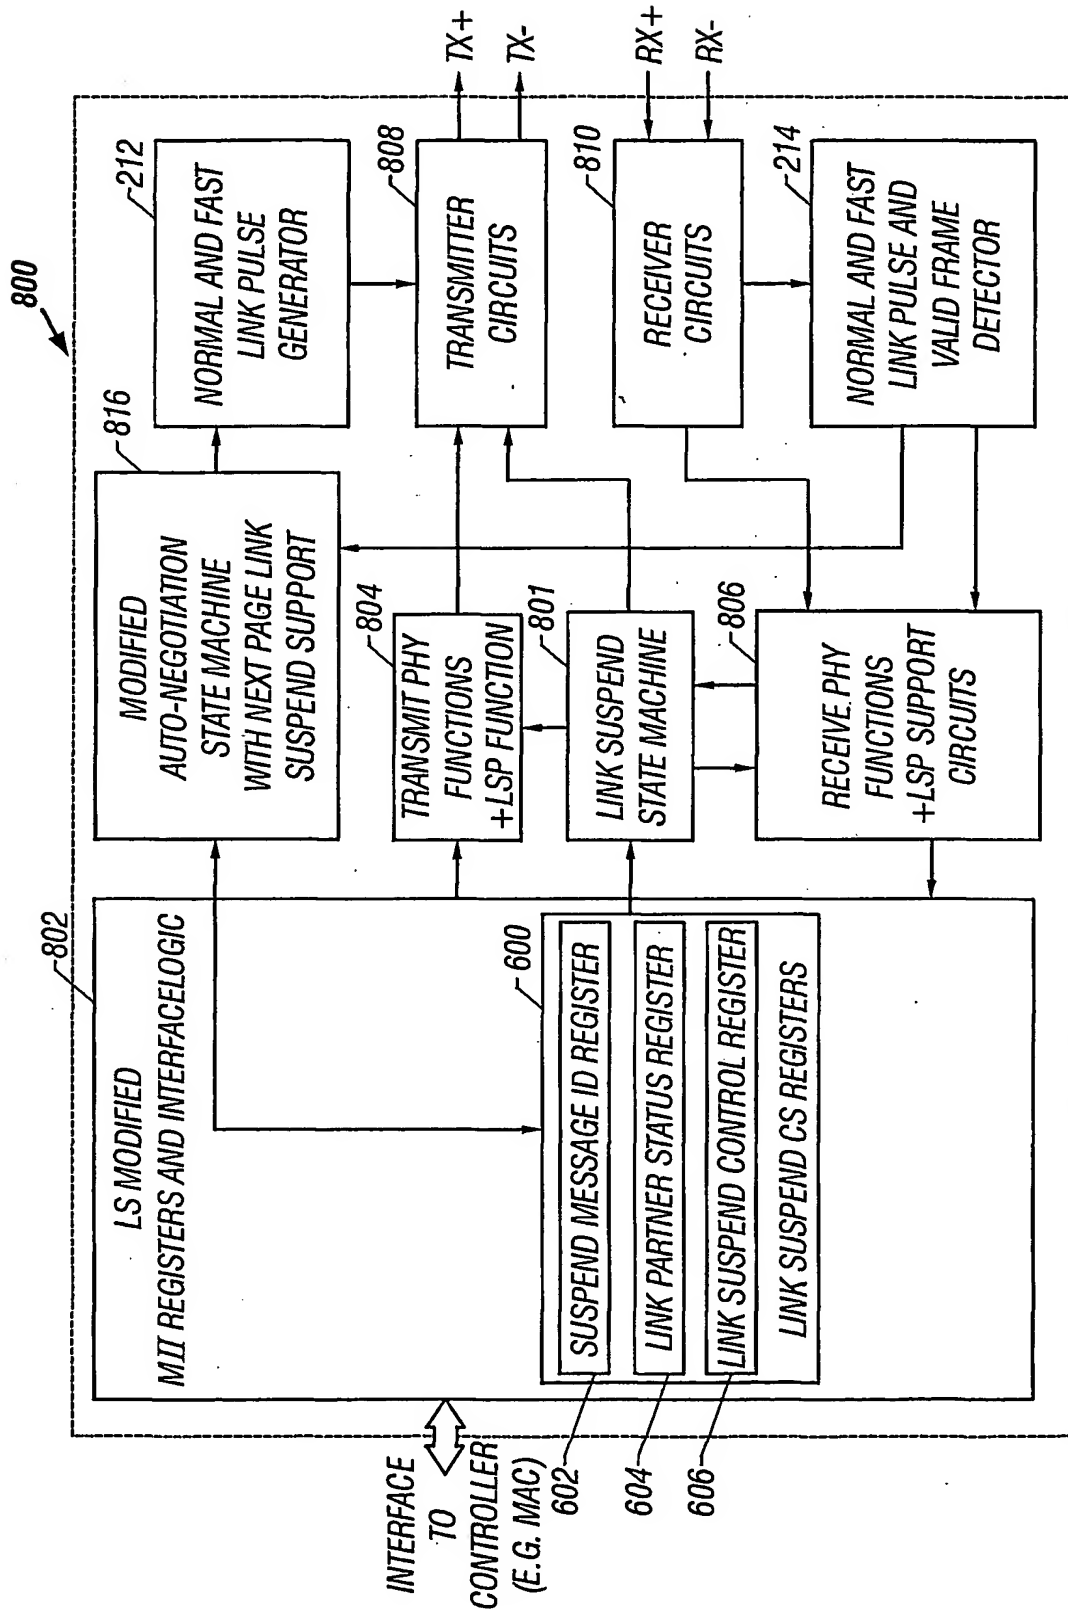 800
802
LS MODIFIED
MII REGISTERS AND INTERFACELOGIC
INTERFACE
TO
CONTROLLER
(E.G. MAC)
600
SUSPEND MESSAGE ID REGISTER
LINK PARTNER STATUS REGISTER
LINK SUSPEND CONTROL REGISTER
LINK SUSPEND CS REGISTERS
602
604
606
816
MODIFIED
AUTO-NEGOTIATION
STATE MACHINE
WITH NEXT PAGE LINK
SUSPEND SUPPORT
804
TRANSMIT PHY
FUNCTIONS
+LSP FUNCTION
801
LINK SUSPEND
STATE MACHINE
806
RECEIVE.PHY
FUNCTIONS
+LSP SUPPORT
CIRCUITS
212
NORMAL AND FAST
LINK PULSE
GENERATOR
808
TRANSMITTER
CIRCUITS
810
RECEIVER
CIRCUITS
214
NORMAL AND FAST
LINK PULSE AND
VALID FRAME
DETECTOR
TX+
TX-
RX+
RX-